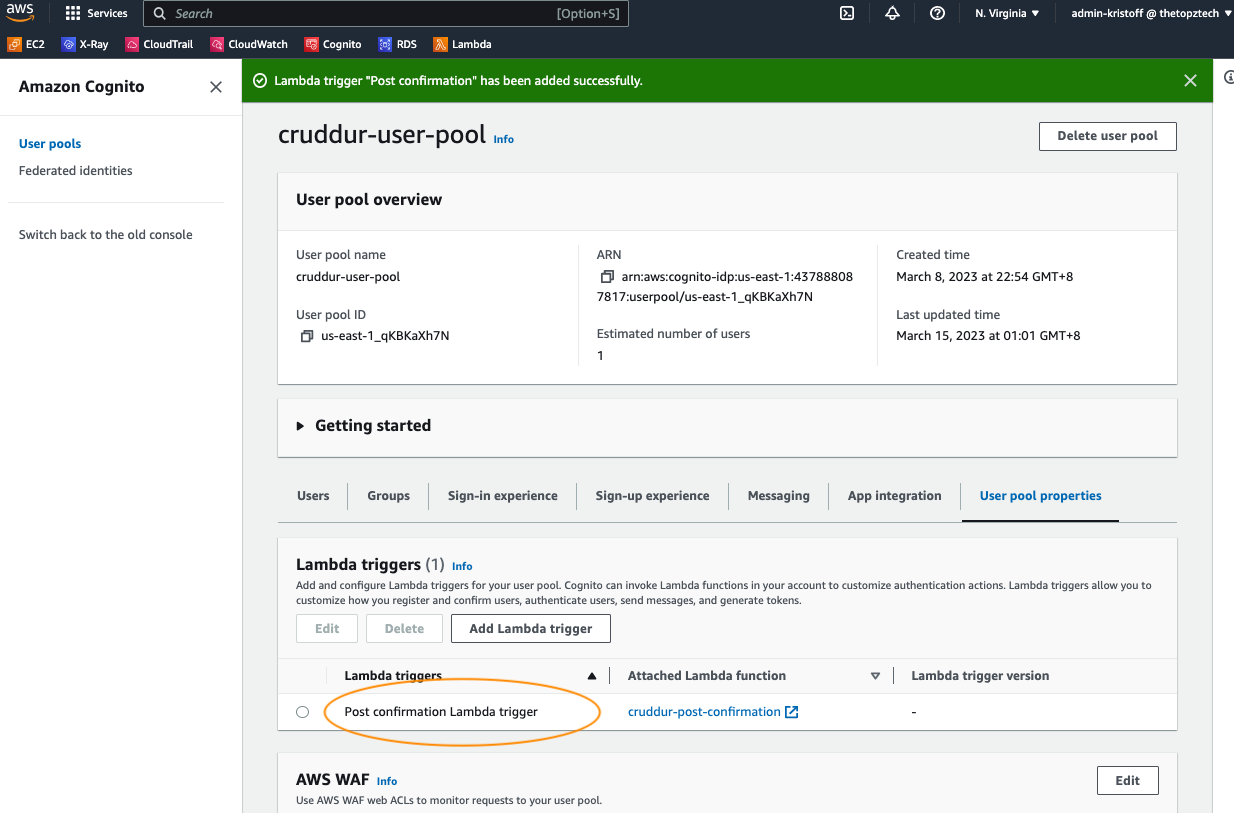 aws
Services
Search
[Option+S]
N. Virginia ▼
admin-kristoff @ thetopztech ▼
EC2
X-Ray
CloudTrail
CloudWatch
Cognito
RDS
Lambda
Amazon Cognito
User pools
Federated identities
Switch back to the old console
Lambda trigger "Post confirmation" has been added successfully.
cruddur-user-pool Info
Delete user pool
User pool overview
User pool name
cruddur-user-pool
User pool ID
us-east-1_qKBKaXh7N
ARN
arn:aws:cognito-idp:us-east-1:43788808
7817:userpool/us-east-1_qKBKaXh7N
Estimated number of users
1
Created time
March 8, 2023 at 22:54 GMT+8
Last updated time
March 15, 2023 at 01:01 GMT+8
Getting started
Users
Groups
Sign-in experience
Sign-up experience
Messaging
App integration
User pool properties
Lambda triggers (1) Info
Add and configure Lambda triggers for your user pool. Cognito can invoke Lambda functions in your account to customize authentication actions. Lambda triggers allow you to
customize how you register and confirm users, authenticate users, send messages, and generate tokens.
Edit
Delete
Add Lambda trigger
Lambda triggers
Attached Lambda function
Lambda trigger version
Post confirmation Lambda trigger
cruddur-post-confirmation
-
AWS WAF Info
Edit
Use AWS WAF web ACLs to monitor requests to your user pool.